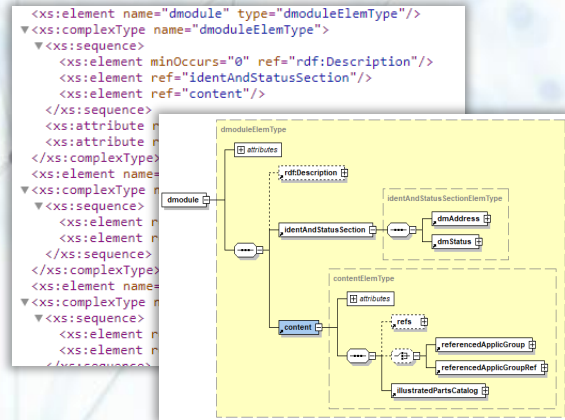 <xs:element name="dmodule" type="dmoduleElemType"/>
▼<xs:complexType name="dmoduleElemType">
▼<xs:sequence>
<xs:element minOccurs="0" ref="rdf:Description"/>
<xs:element ref="identAndStatusSection"/>
<xs:element ref="content"/>
</xs:sequence>
<xs:attribute
<xs:attribute
</xs:complexType>
<xs:element
▼<xs:complexType
▼<xs:sequence>
<xs:element
<xs:element
</xs:sequence>
</xs:complexType>
<xs:element
▼<xs:complexType
▼<xs:sequence>
<xs:element
<xs:element
</xs:sequence>
dmoduleElemType
attributes
rdf:Description
dmodule
identAndStatusSectionElemType
identAndStatusSection
dmAddress
dmStatus
contentElemType
attributes
content
refs
referencedApplicGroup
referencedApplicGroupRef
illustratedPartsCatalog